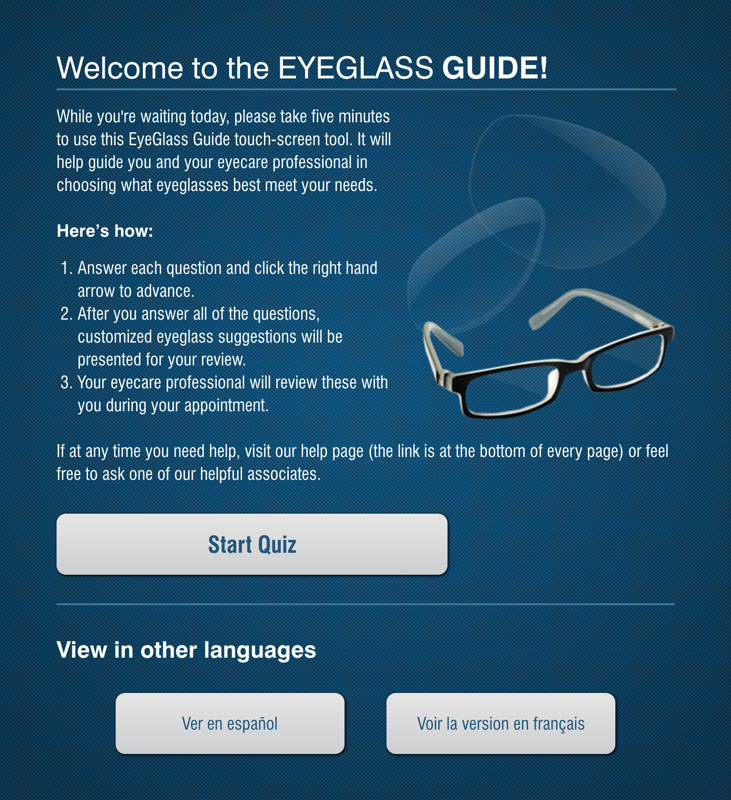 Welcome to the EYEGLASS GUIDE!
While you're waiting today, please take five minutes
to use this EyeGlass Guide touch-screen tool. It will
help guide you and your eyecare professional in
choosing what eyeglasses best meet your needs.
Here's how:
1. Answer each question and click the right hand
arrow to advance.
2. After you answer all of the questions,
customized eyeglass suggestions will be
presented for your review.
3. Your eyecare professional will review these with
you during your appointment.
If at any time you need help, visit our help page (the link is at the bottom of every page) or feel
free to ask one of our helpful associates.
Start Quiz
View in other languages
Ver en español
Voir la version en français